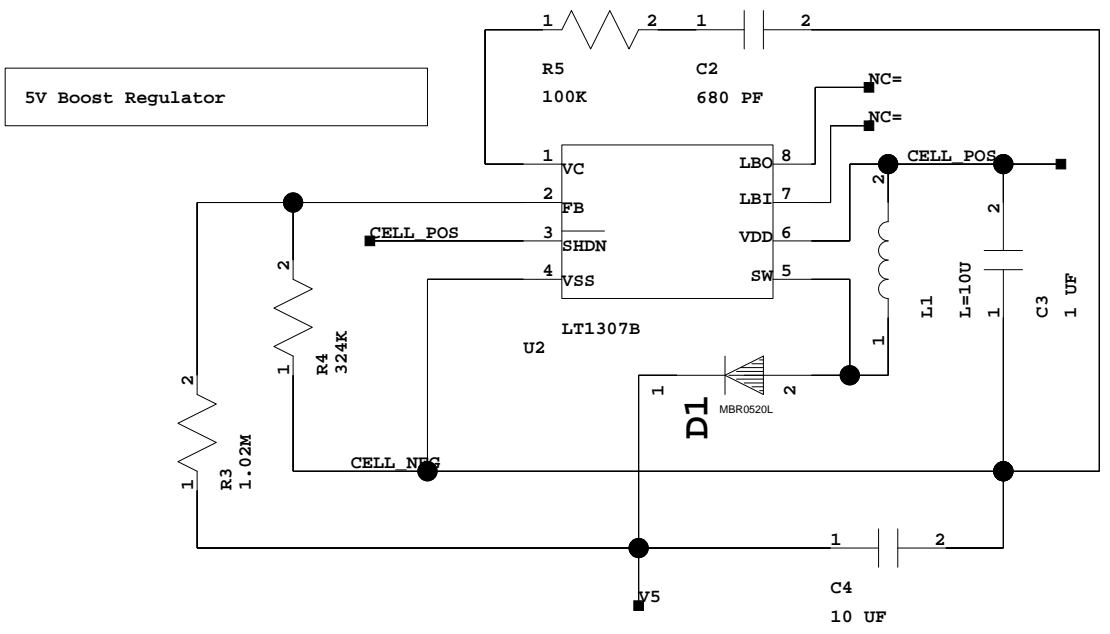 1 2 1 2
R5 C2
100K 680 PF
5V Boost Regulator
NC=
NC=
1 VC
2 FB
3 SHDN
4 VSS
LBO 8
LBI 7
VDD 6
SW 5
CELL_POS
CELL_POS
LT1307B
U2
2
1
L1
L=10U
2
1
C3
1 UF
2
1
R4
324K
2
1
R3
1.02M
1
2
D1
MBR0520L
CELL_NEG
1 2
C4
10 UF
V5